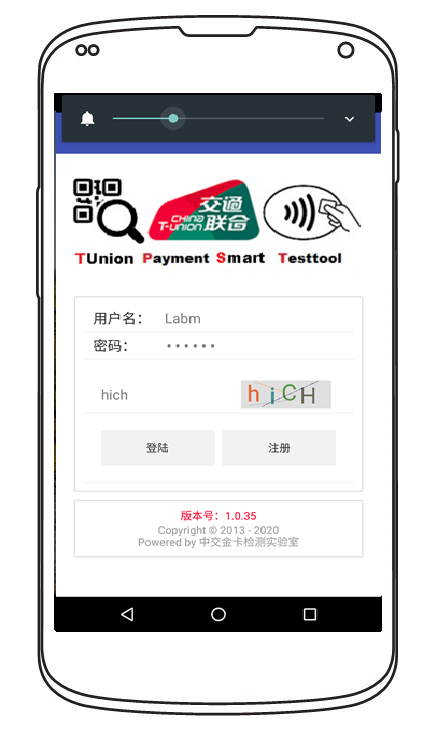 交通
CHINA
T-UNION 联合
TUnion Payment Smart Testtool
用户名: Labm
密码: ••••••
hich hiCH
登陆 注册
版本号: 1.0.35
Copyright © 2013 - 2020
Powered by 中交金卡检测实验室